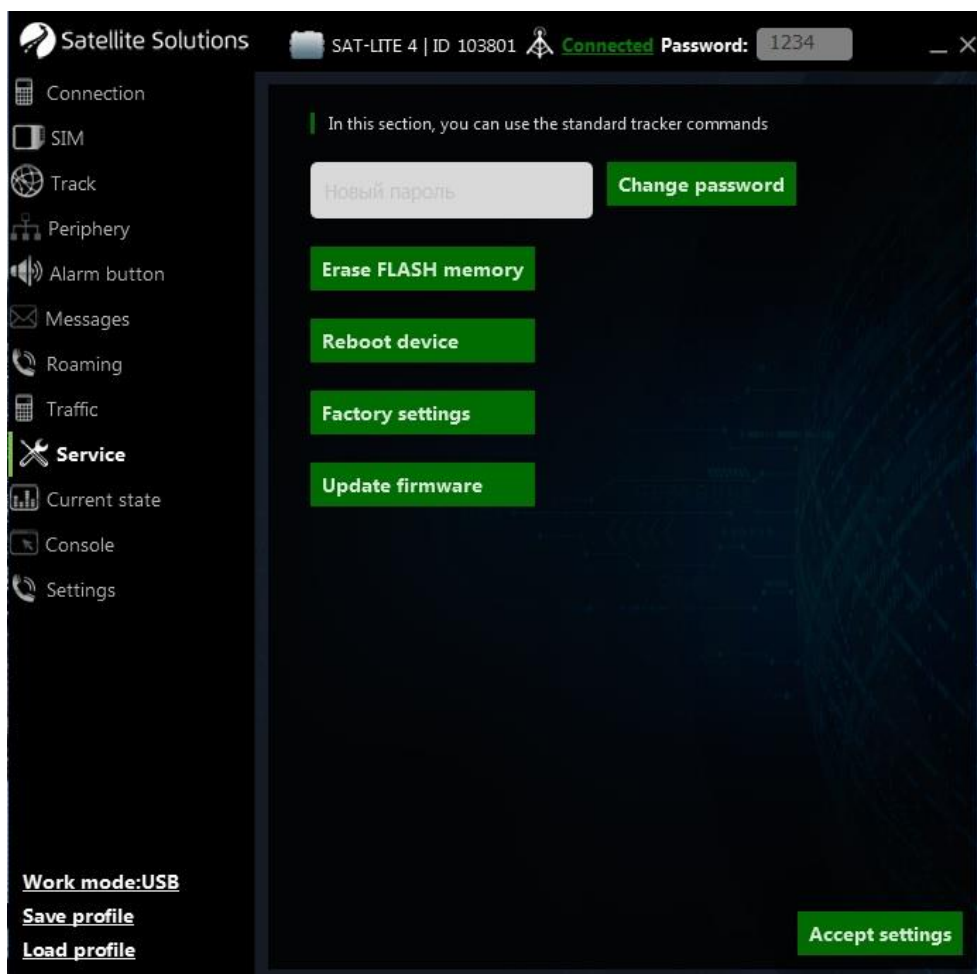 Satellite Solutions
SAT-LITE 4 | ID 103801 Connected Password: 1234
Connection
SIM
Track
Periphery
Alarm button
Messages
Roaming
Traffic
Service
Current state
Console
Settings
Work mode:USB
Save profile
Load profile
In this section, you can use the standard tracker commands
Новый пароль
Change password
Erase FLASH memory
Reboot device
Factory settings
Update firmware
Accept settings